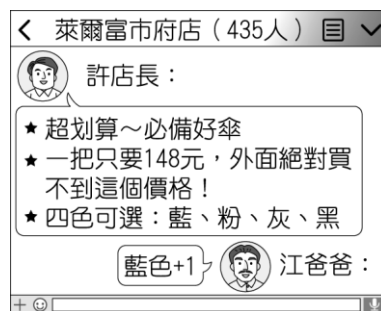 萊爾富市府店（435人）
許店長：
★超划算～必備好傘
★一把只要148元，外面絕對買
不到這個價格！
★四色可選：藍、粉、灰、黑
藍色+1
江爸爸：